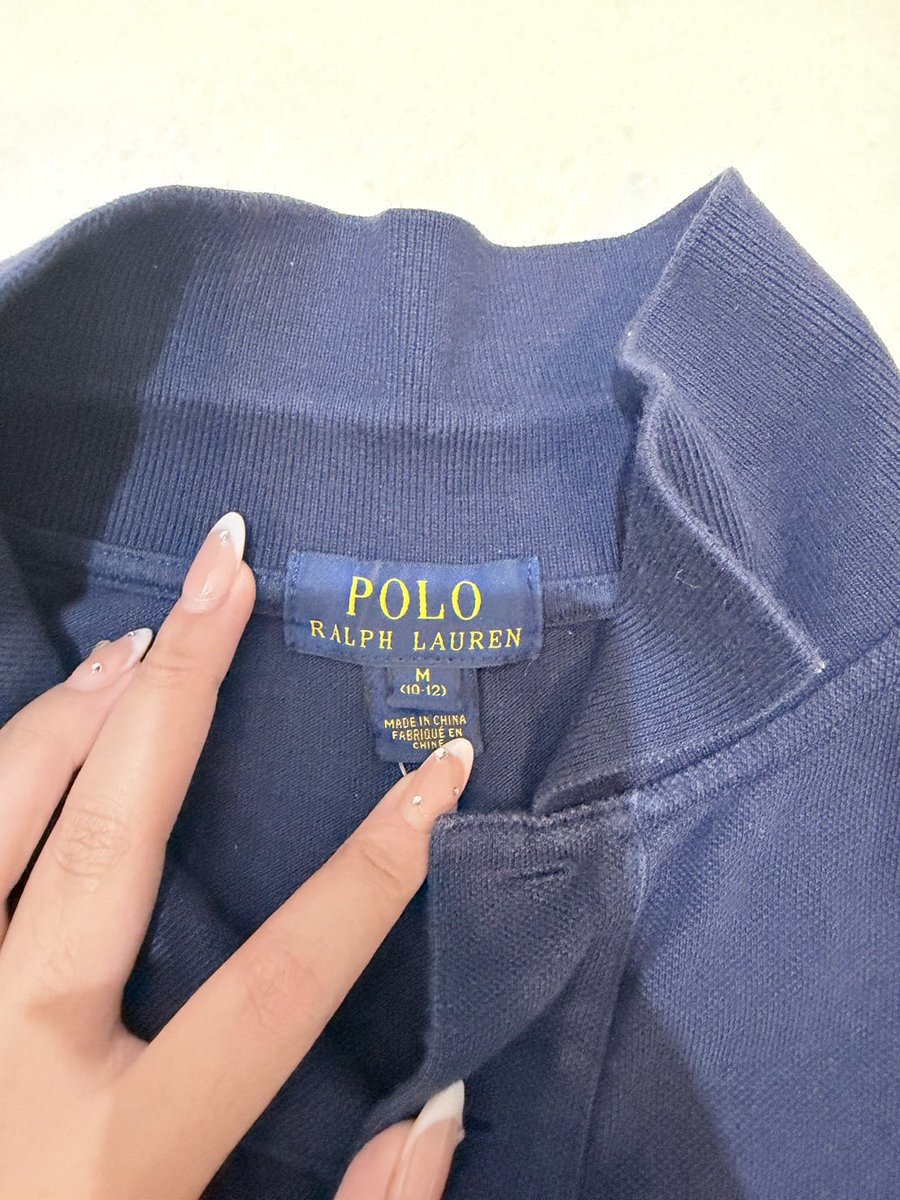 POLO
RALPH LAUREN
M
(10-12)
MADE IN CHINA
FABRIQUÉ EN
CHINE